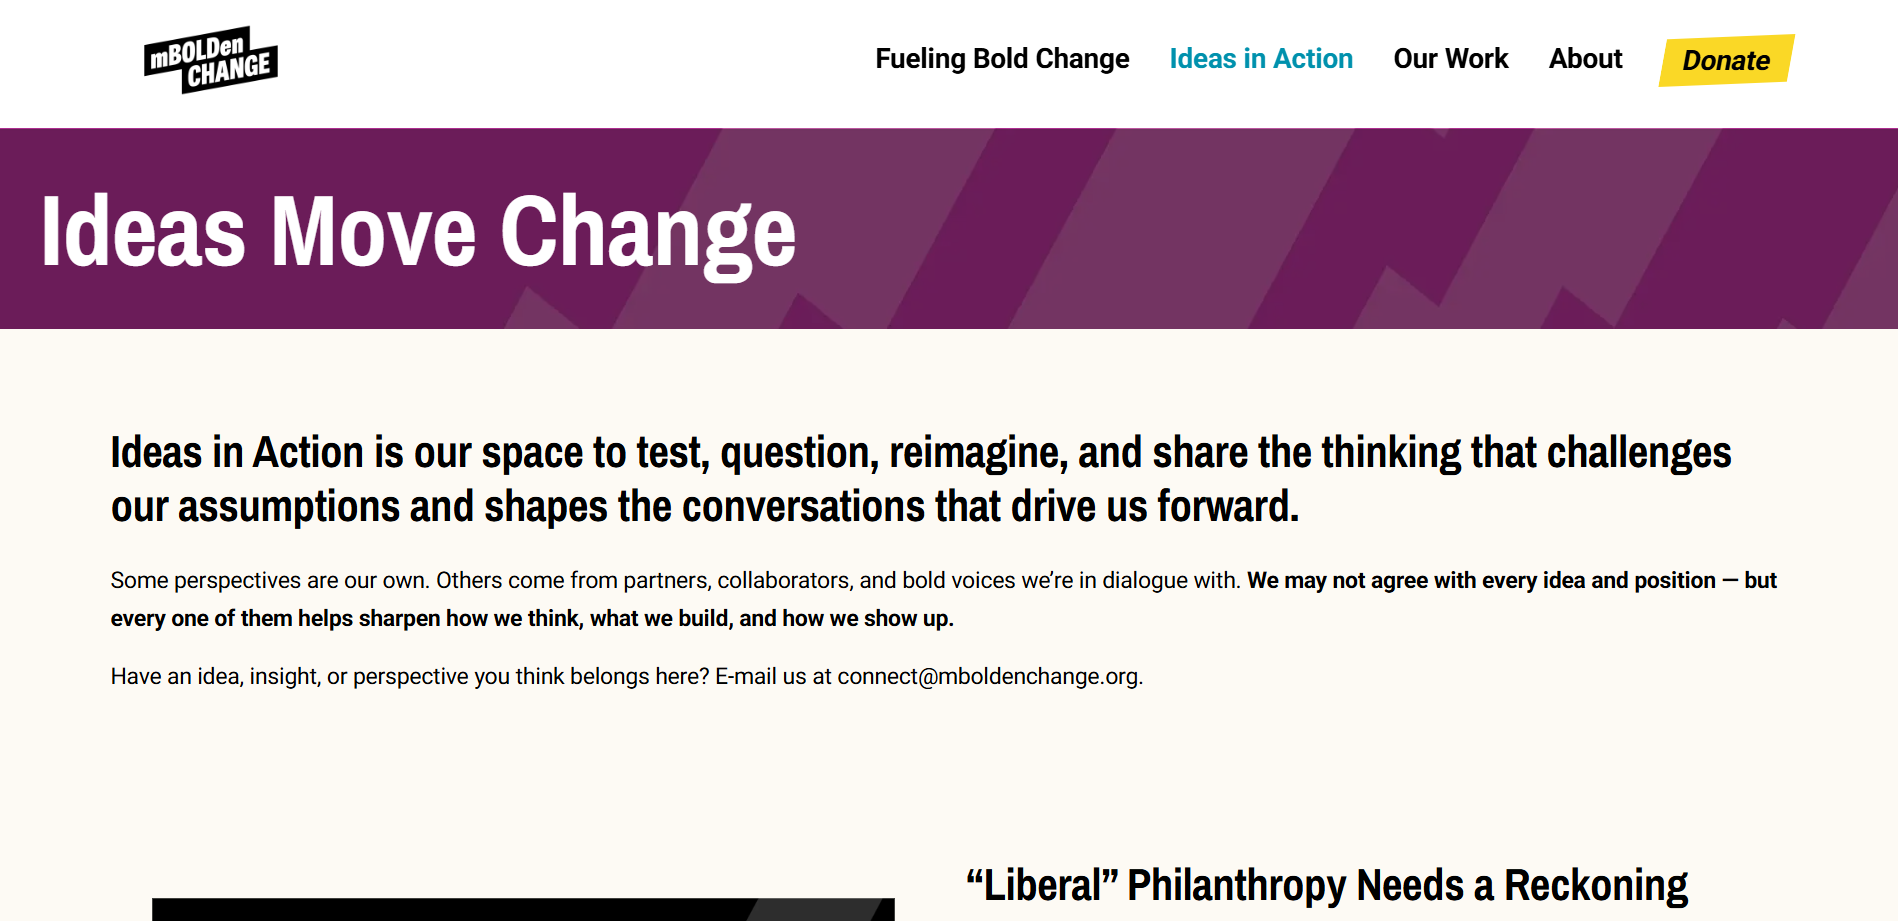 mBOLDen
CHANGE
Fueling Bold Change
Ideas in Action
Our Work
About
Donate
Ideas Move Change
Ideas in Action is our space to test, question, reimagine, and share the thinking that challenges
our assumptions and shapes the conversations that drive us forward.
Some perspectives are our own. Others come from partners, collaborators, and bold voices we’re in dialogue with. We may not agree with every idea and position — but
every one of them helps sharpen how we think, what we build, and how we show up.
Have an idea, insight, or perspective you think belongs here? E-mail us at connect@mboldenchange.org.
“Liberal” Philanthropy Needs a Reckoning